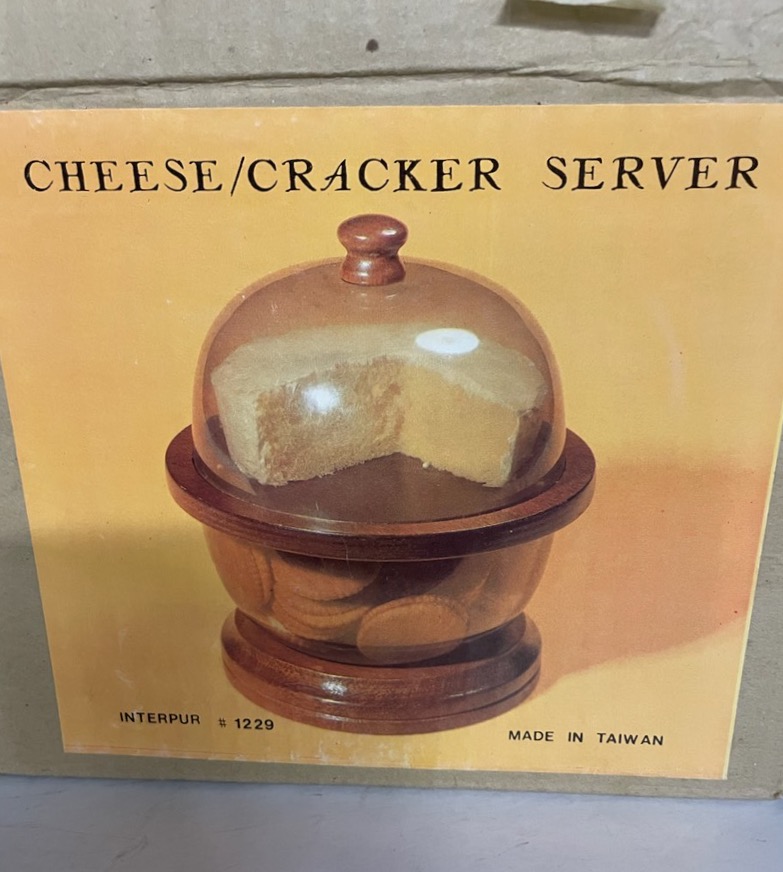 CHEESE/CRACKER SERVER
INTERPUR # 1229
MADE IN TAIWAN